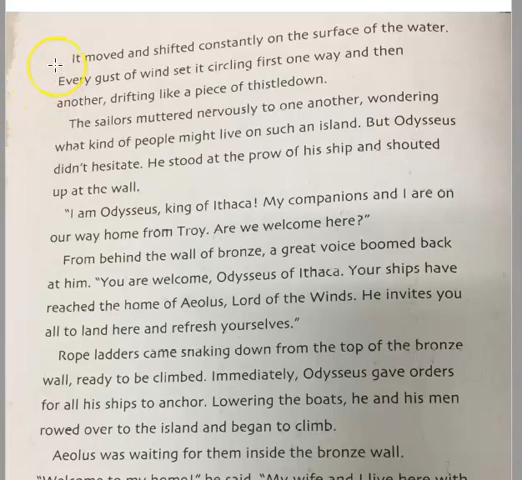 It moved and shifted constantly on the surface of the water.
Every gust of wind set it circling first one way and then
another, drifting like a piece of thistledown.
The sailors muttered nervously to one another, wondering
what kind of people might live on such an island. But Odysseus
didn't hesitate. He stood at the prow of his ship and shouted
up at the wall.
"I am Odysseus, king of Ithaca! My companions and I are on
our way home from Troy. Are we welcome here?"
From behind the wall of bronze, a great voice boomed back
at him. "You are welcome, Odysseus of Ithaca. Your ships have
reached the home of Aeolus, Lord of the Winds. He invites you
all to land here and refresh yourselves."
Rope ladders came snaking down from the top of the bronze
wall, ready to be climbed. Immediately, Odysseus gave orders
for all his ships to anchor. Lowering the boats, he and his men
rowed over to the island and began to climb.
Aeolus was waiting for them inside the bronze wall.
"Welcome to my home!" he said. "My wife and I live here with